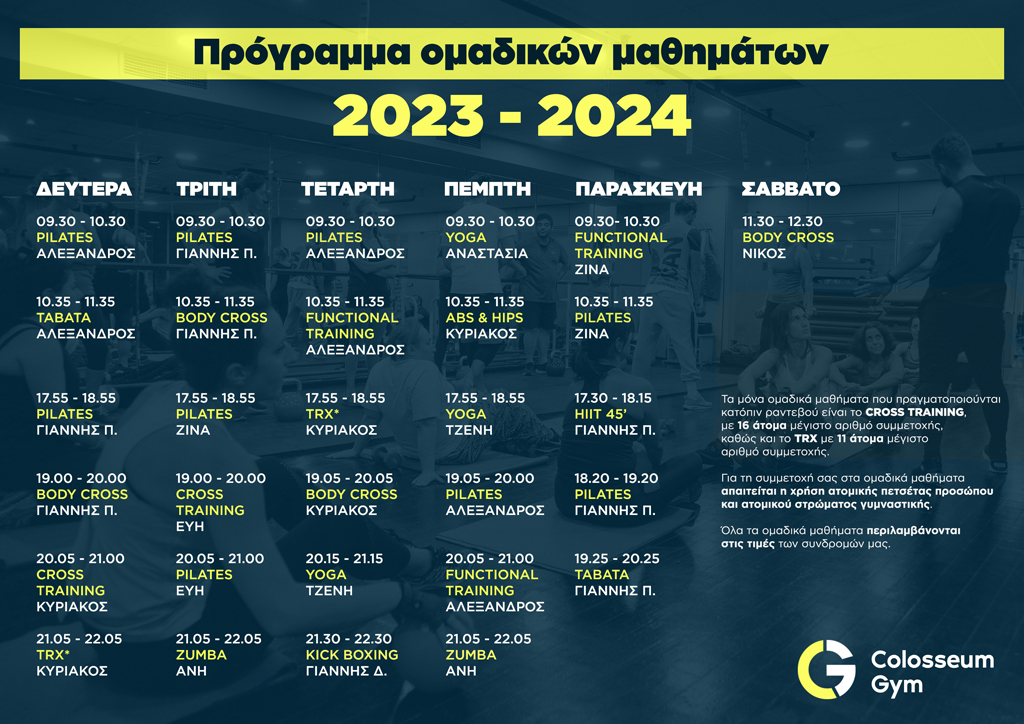 Πρόγραμμα ομαδικών μαθημάτων
2023 - 2024
ΔΕΥΤΕΡΑ
09.30 - 10.30
PILATES
ΑΛΕΞΑΝΔΡΟΣ
10.35 - 11.35
TABATA
ΑΛΕΞΑΝΔΡΟΣ
17.55 - 18.55
PILATES
ΓΙΑΝΝΗΣ Π.
19.00 - 20.00
BODY CROSS
ΓΙΑΝΝΗΣ Π.
20.05 - 21.00
CROSS
TRAINING
ΚΥΡΙΑΚΟΣ
21.05 - 22.05
TRX*
ΚΥΡΙΑΚΟΣ
ΤΡΙΤΗ
09.30 - 10.30
PILATES
ΓΙΑΝΝΗΣ Π.
10.35 - 11.35
BODY CROSS
ΓΙΑΝΝΗΣ Π.
17.55 - 18.55
PILATES
ΖΙΝΑ
19.00 - 20.00
CROSS
TRAINING
ΕΥΗ
20.05 - 21.00
PILATES
ΕΥΗ
21.05 - 22.05
ZUMBA
ΑΝΗ
ΤΕΤΑΡΤΗ
09.30 - 10.30
PILATES
ΑΛΕΞΑΝΔΡΟΣ
10.35 - 11.35
FUNCTIONAL
TRAINING
ΑΛΕΞΑΝΔΡΟΣ
17.55 - 18.55
TRX*
ΚΥΡΙΑΚΟΣ
19.05 - 20.05
BODY CROSS
ΚΥΡΙΑΚΟΣ
20.15 - 21.15
YOGA
ΤΖΕΝΗ
21.30 - 22.30
KICK BOXING
ΓΙΑΝΝΗΣ Δ.
ΠΕΜΠΤΗ
09.30 - 10.30
YOGA
ΑΝΑΣΤΑΣΙΑ
10.35 - 11.35
ABS & HIPS
ΚΥΡΙΑΚΟΣ
17.55 - 18.55
YOGA
ΤΖΕΝΗ
19.05 - 20.00
PILATES
ΑΛΕΞΑΝΔΡΟΣ
20.05 - 21.00
FUNCTIONAL
TRAINING
ΑΛΕΞΑΝΔΡΟΣ
21.05 - 22.05
ZUMBA
ΑΝΗ
ΠΑΡΑΣΚΕΥΗ
09.30- 10.30
FUNCTIONAL
TRAINING
ΖΙΝΑ
10.35 - 11.35
PILATES
ΖΙΝΑ
17.30 - 18.15
HIIT 45’
ΓΙΑΝΝΗΣ Π.
18.20 - 19.20
PILATES
ΓΙΑΝΝΗΣ Π.
19.25 - 20.25
TABATA
ΓΙΑΝΝΗΣ Π.
ΣΑΒΒΑΤΟ
11.30 - 12.30
BODY CROSS
ΝΙΚΟΣ
Τα μόνα ομαδικά μαθήματα που πραγματοποιούνται
κατόπιν ραντεβού είναι το CROSS TRAINING,
με 16 άτομα μέγιστο αριθμό συμμετοχής,
καθώς και το TRX με 11 άτομα μέγιστο
αριθμό συμμετοχής.
Για τη συμμετοχή σας στα ομαδικά μαθήματα
απαιτείται η χρήση ατομικής πετσέτας προσώπου
και ατομικού στρώματος γυμναστικής.
Όλα τα ομαδικά μαθήματα περιλαμβάνονται
στις τιμές των συνδρομών μας.
Colosseum
Gym